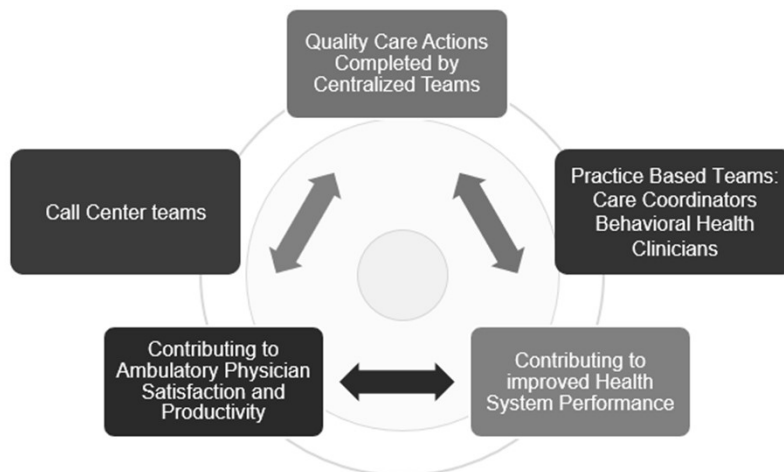 Quality Care Actions
Completed by
Centralized Teams
Call Center teams
Practice Based Teams:
Care Coordinators
Behavioral Health
Clinicians
Contributing to
Ambulatory Physician
Satisfaction and
Productivity
Contributing to
improved Health
System Performance